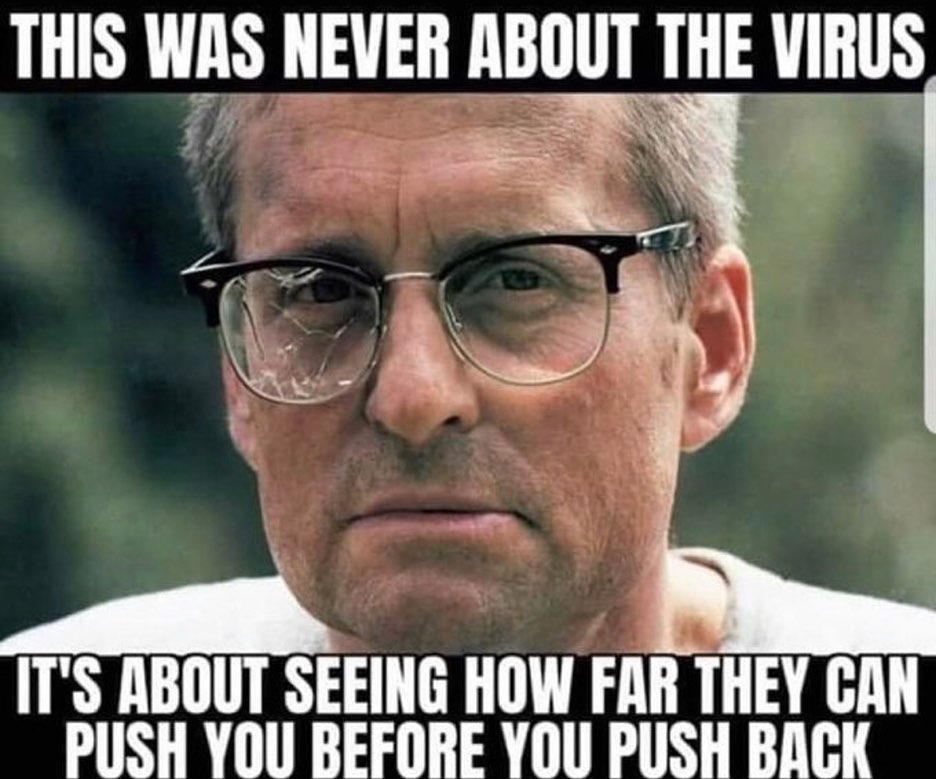 THIS WAS NEVER ABOUT THE VIRUS
IT'S ABOUT SEEING HOW FAR THEY CAN
PUSH YOU BEFORE YOU PUSH BACK